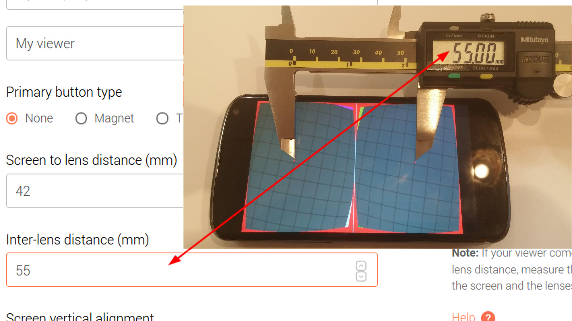 My viewer
Primary button type
None Magnet T
Screen to lens distance (mm)
42
Inter-lens distance (mm)
55
Screen vertical alignment
0 10 20 30 40 50
55.00
Mitutoyo
Note: If your viewer com
lens distance, measure t
the screen and the lenses
Help ?